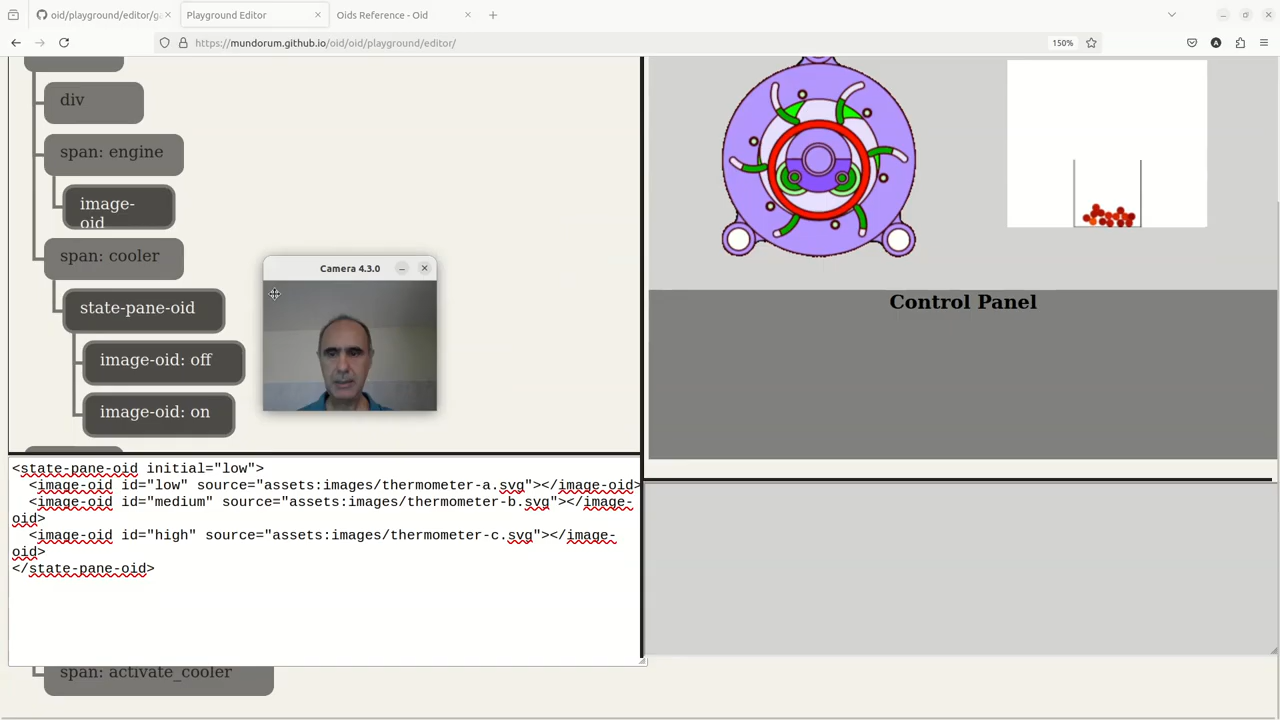 oid/playground/editor/ga
Playground Editor
Oids Reference - Oid
https://mundorum.github.io/oid/oid/playground/editor/
150%
A
div
span: engine
image-
oid
span: cooler
state-pane-oid
image-oid: off
image-oid: on
Camera 4.3.0
Control Panel
<state-pane-oid initial="low">
  <image-oid id="low" source="assets:images/thermometer-a.svg"></image-oid>
  <image-oid id="medium" source="assets:images/thermometer-b.svg"></image-
oid>
  <image-oid id="high" source="assets:images/thermometer-c.svg"></image-
oid>
</state-pane-oid>
span: activate_cooler